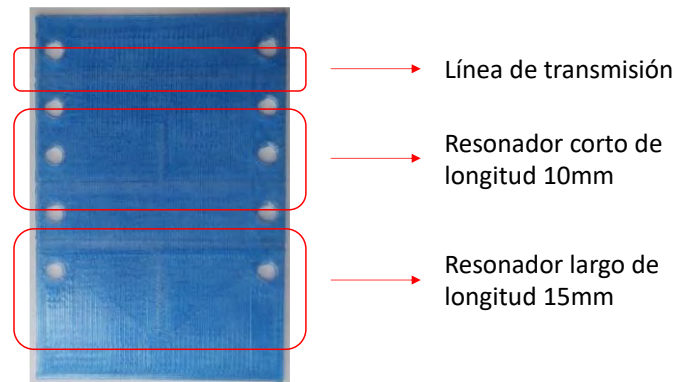 Línea de transmisión
Resonador corto de
longitud 10mm
Resonador largo de
longitud 15mm